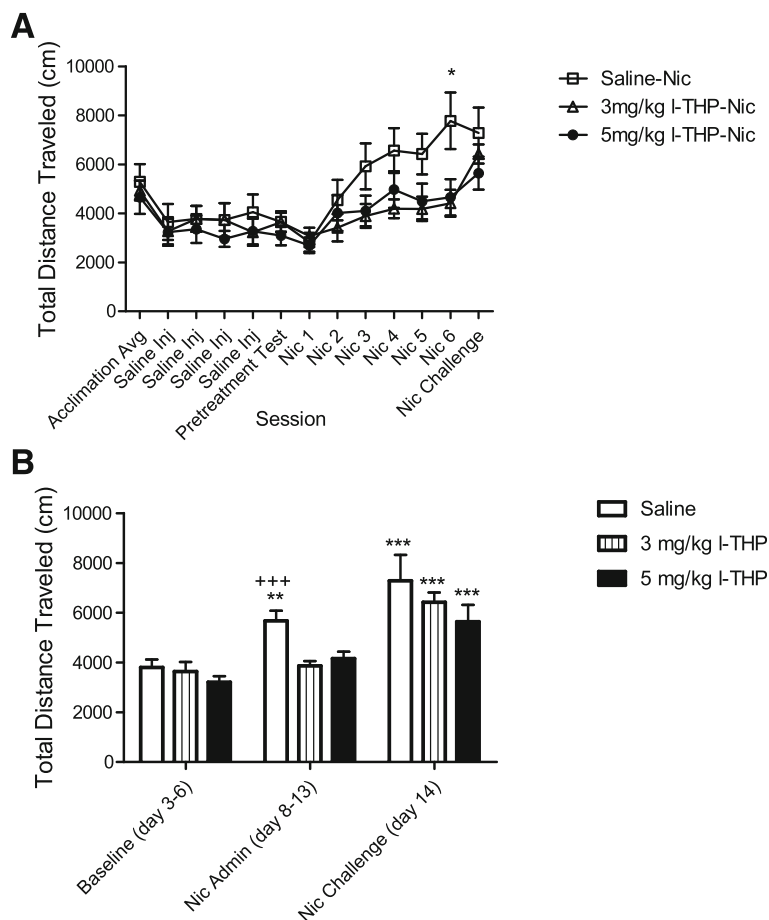 A
Total Distance Traveled (cm)
10000
8000
6000
4000
2000
0
*
Saline-Nic
3mg/kg l-THP-Nic
5mg/kg l-THP-Nic
Acclimation Avg
Saline Inj
Saline Inj
Saline Inj
Saline Inj
Pretreatment Test
Nic 1
Nic 2
Nic 3
Nic 4
Nic 5
Nic 6
Nic Challenge
Session
B
Total Distance Traveled (cm)
10000
8000
6000
4000
2000
0
+++
**
***
***
***
Saline
3 mg/kg l-THP
5 mg/kg l-THP
Baseline (day 3-6)
Nic Admin (day 8-13)
Nic Challenge (day 14)